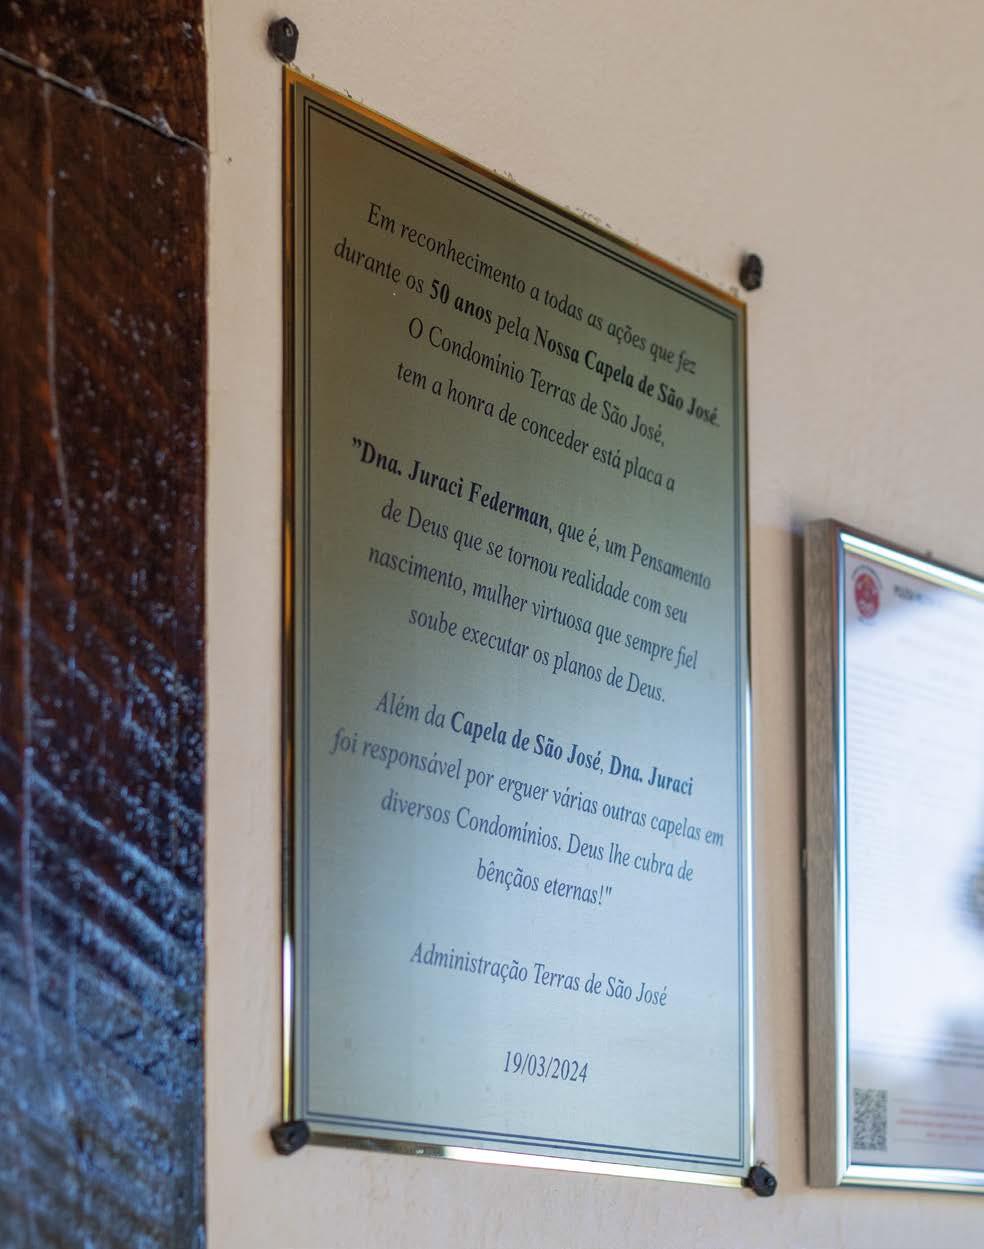 Em reconhecimento a todas as ações que fez
durante os 50 anos pela Nossa Capela de São José.
O Condomínio Terras de São José,
tem a honra de conceder está placa a
"Dna. Juraci Federman, que é, um Pensamento
de Deus que se tornou realidade com seu
nascimento, mulher virtuosa que sempre fiel
soube executar os planos de Deus.
Além da Capela de São José, Dna. Juraci
foi responsável por erguer várias outras capelas em
diversos Condomínios. Deus lhe cubra de
bênçãos eternas!"
Administração Terras de São José
19/03/2024